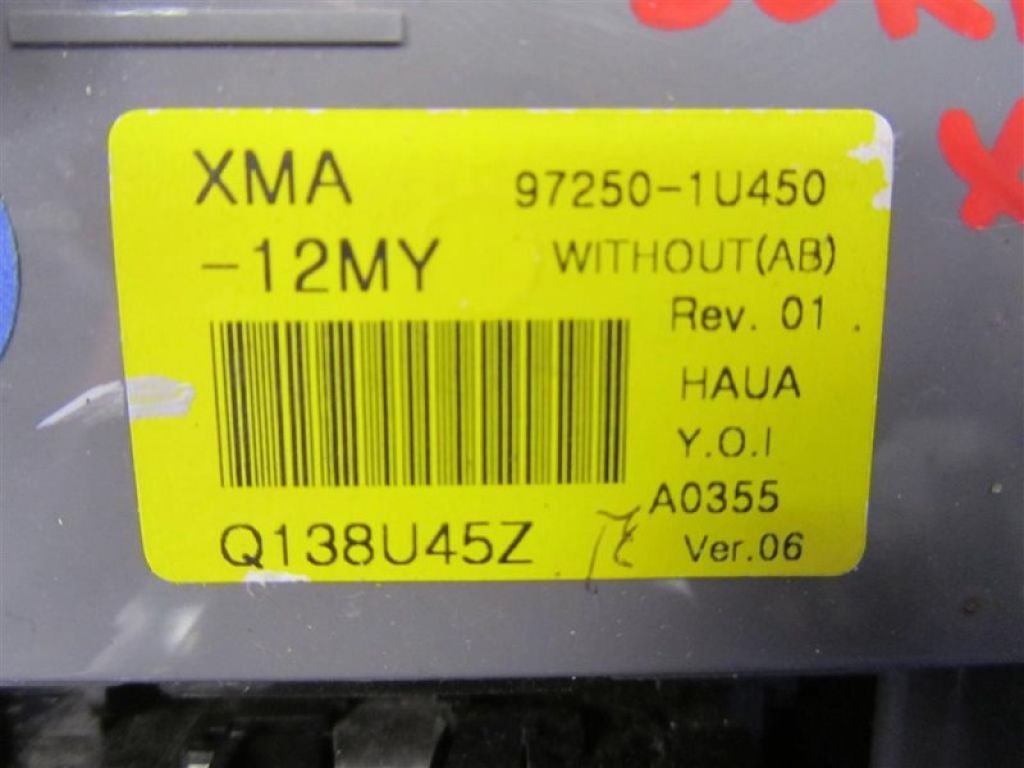 XMA
-12MY
97250-1U450
WITHOUT(AB)
Rev. 01 .
HAUA
Y.O.I
A0355
Ver.06
Q138U45Z